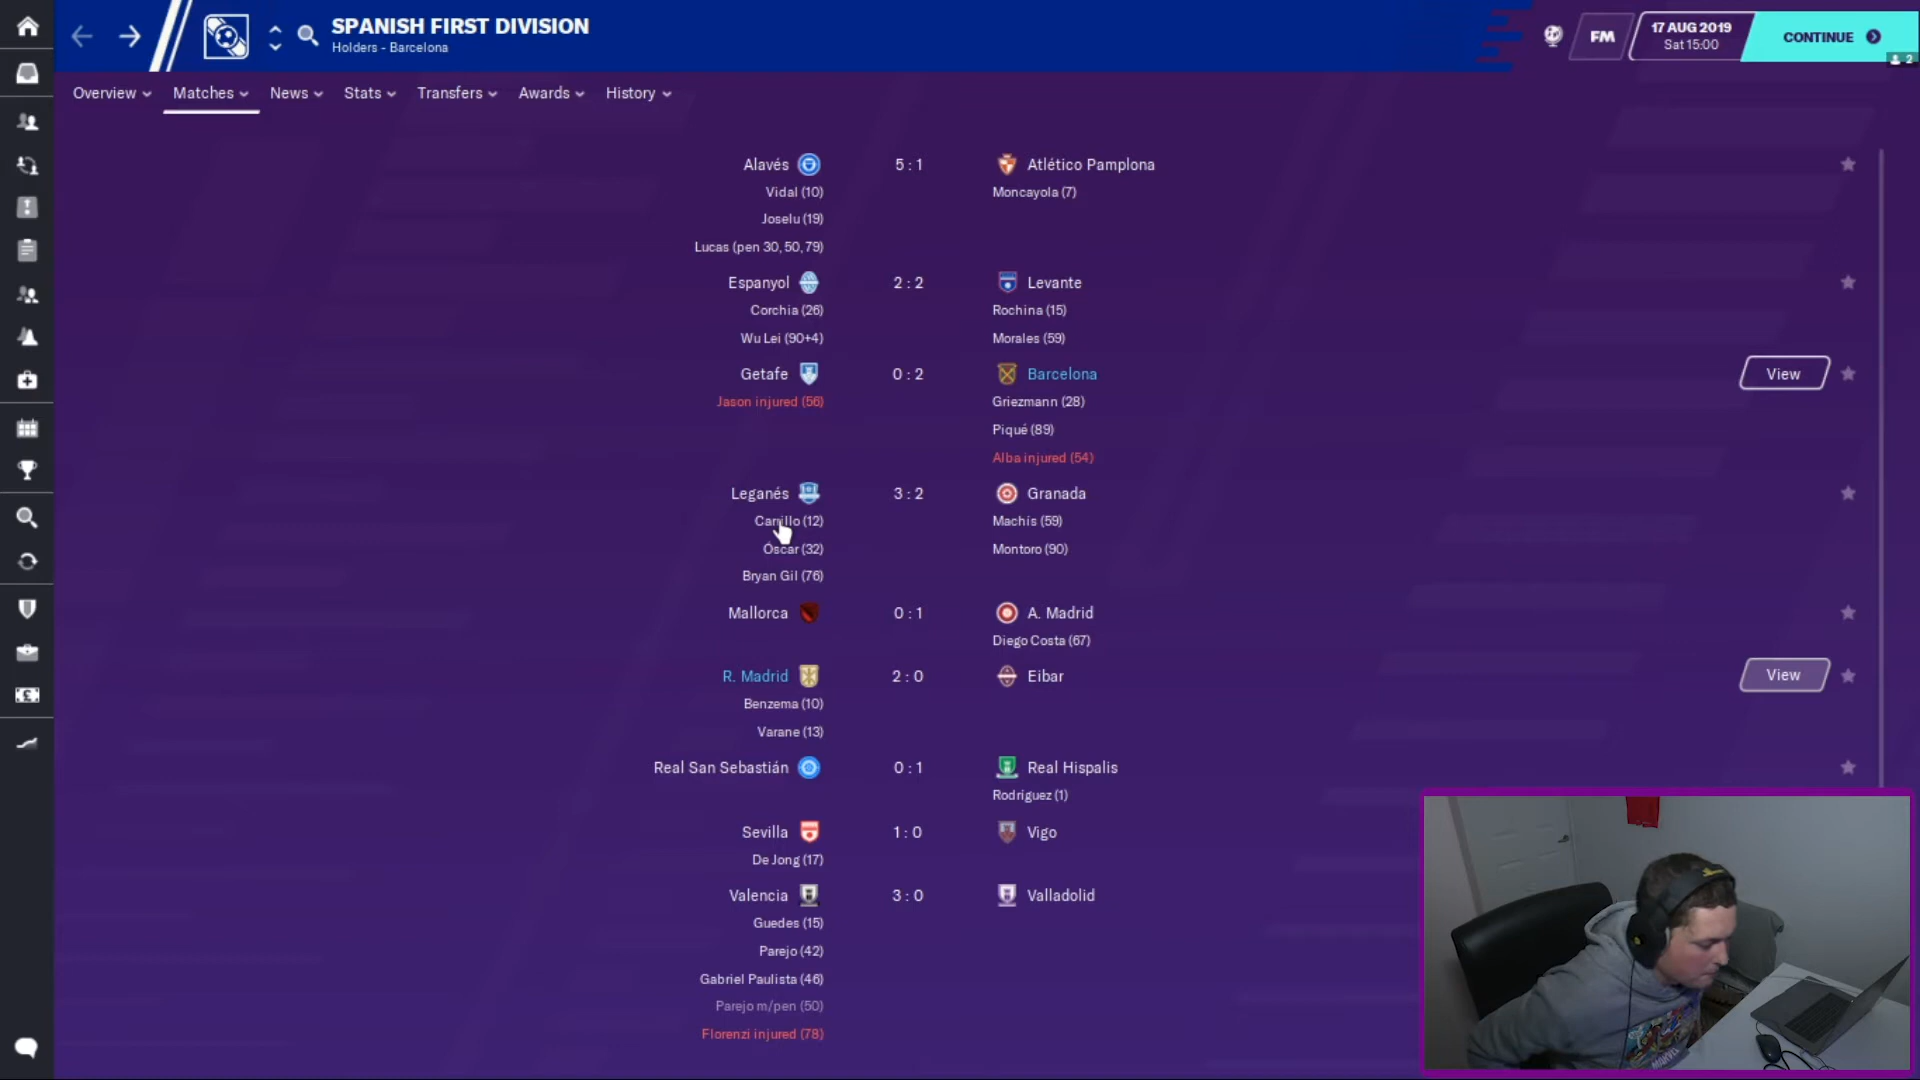 SPANISH FIRST DIVISION
Holders - Barcelona
FM
17 AUG 2019
Sat 15:00
CONTINUE
2
Overview
Matches
News
Stats
Transfers
Awards
History
Alavés 5 : 1 Atlético Pamplona
Vidal (10) Moncayola (7)
Joselu (19)
Lucas (pen 30, 50, 79)
Espanyol 2 : 2 Levante
Corchia (26) Rochina (15)
Wu Lei (90+4) Morales (59)
Getafe 0 : 2 Barcelona View
Jason injured (56) Griezmann (28)
Piqué (89)
Alba injured (54)
Leganés 3 : 2 Granada
Carrillo (12) Machís (59)
Óscar (32) Montoro (90)
Bryan Gil (76)
Mallorca 0 : 1 A. Madrid
Diego Costa (67)
R. Madrid 2 : 0 Eibar View
Benzema (10)
Varane (13)
Real San Sebastián 0 : 1 Real Hispalis
Rodríguez (1)
Sevilla 1 : 0 Vigo
De Jong (17)
Valencia 3 : 0 Valladolid
Guedes (15)
Parejo (42)
Gabriel Paulista (46)
Parejo m/pen (50)
Florenzi injured (78)
MARVEL